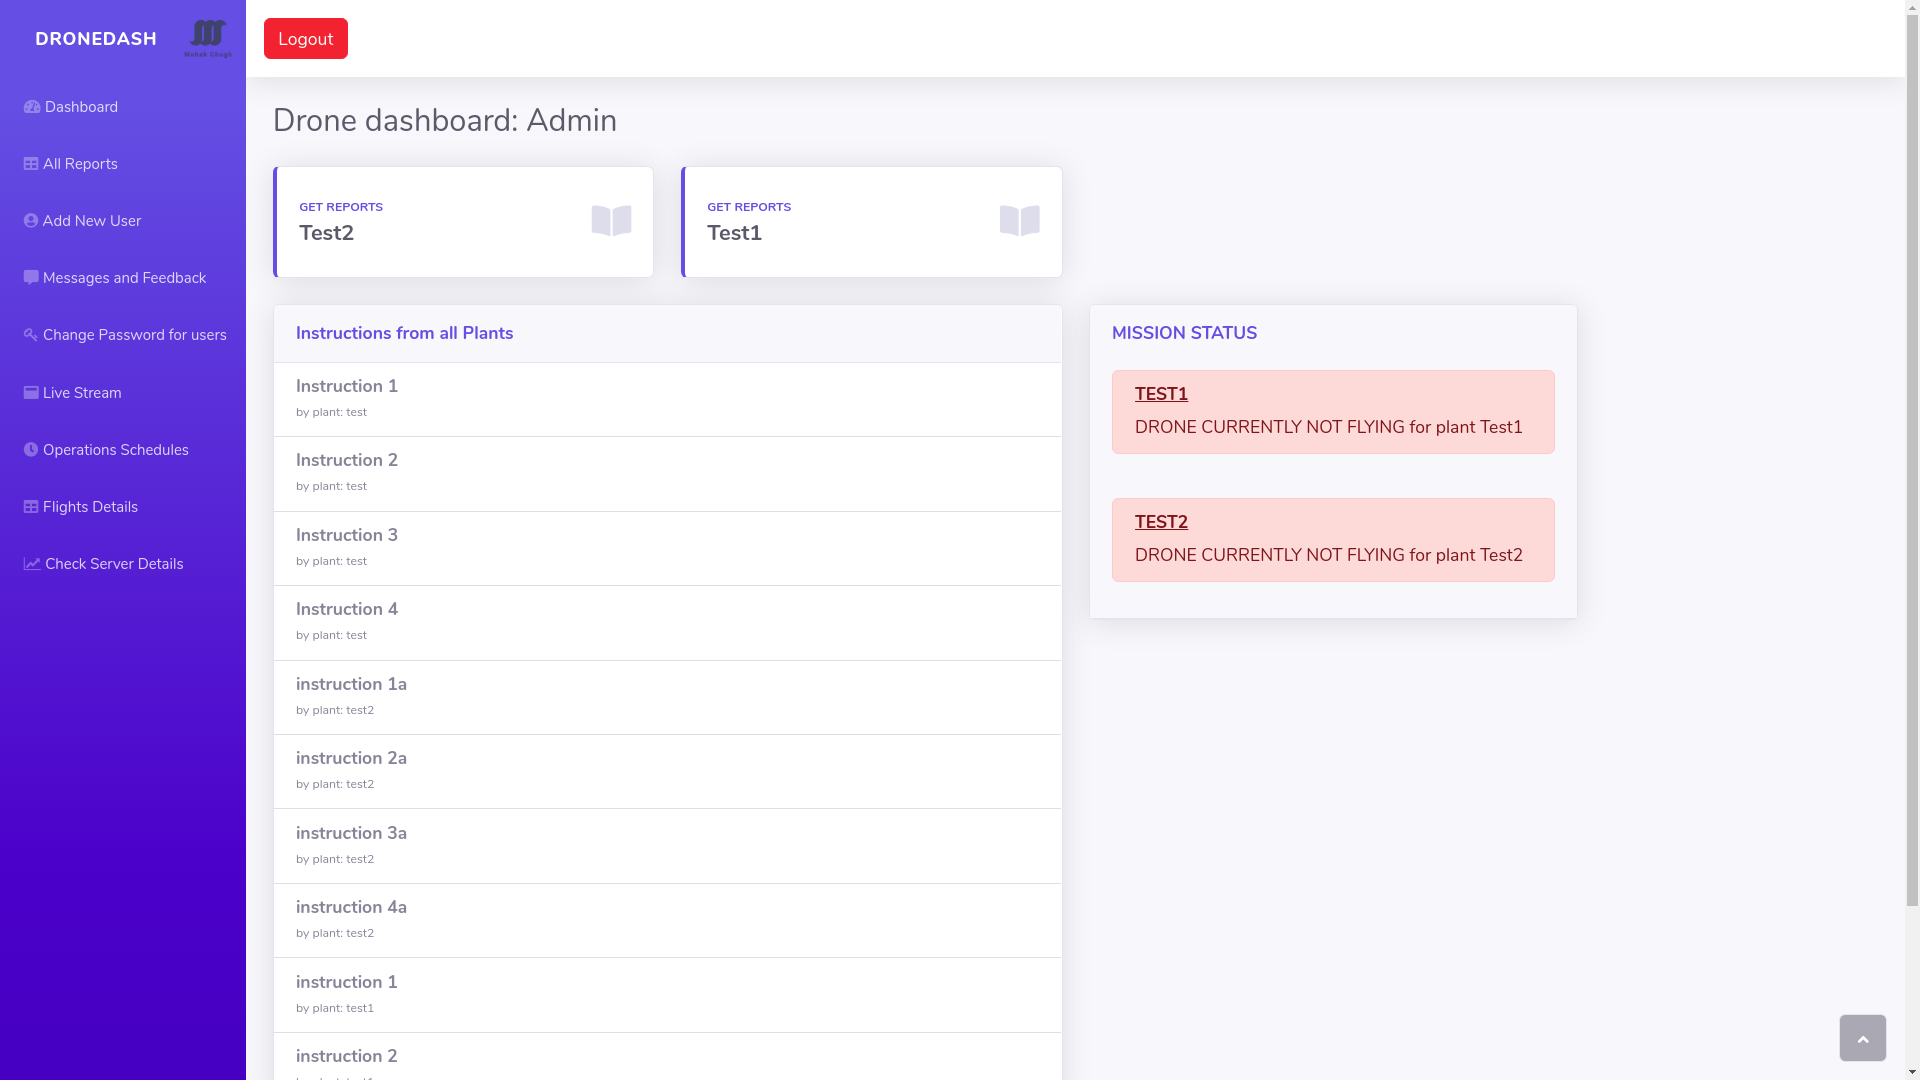 DRONEDASH
Mehak Chugh
Dashboard
All Reports
Add New User
Messages and Feedback
Change Password for users
Live Stream
Operations Schedules
Flights Details
Check Server Details
Logout
Drone dashboard: Admin
GET REPORTS
Test2
GET REPORTS
Test1
Instructions from all Plants
Instruction 1
by plant: test
Instruction 2
by plant: test
Instruction 3
by plant: test
Instruction 4
by plant: test
instruction 1a
by plant: test2
instruction 2a
by plant: test2
instruction 3a
by plant: test2
instruction 4a
by plant: test2
instruction 1
by plant: test1
instruction 2
MISSION STATUS
TEST1
DRONE CURRENTLY NOT FLYING for plant Test1
TEST2
DRONE CURRENTLY NOT FLYING for plant Test2